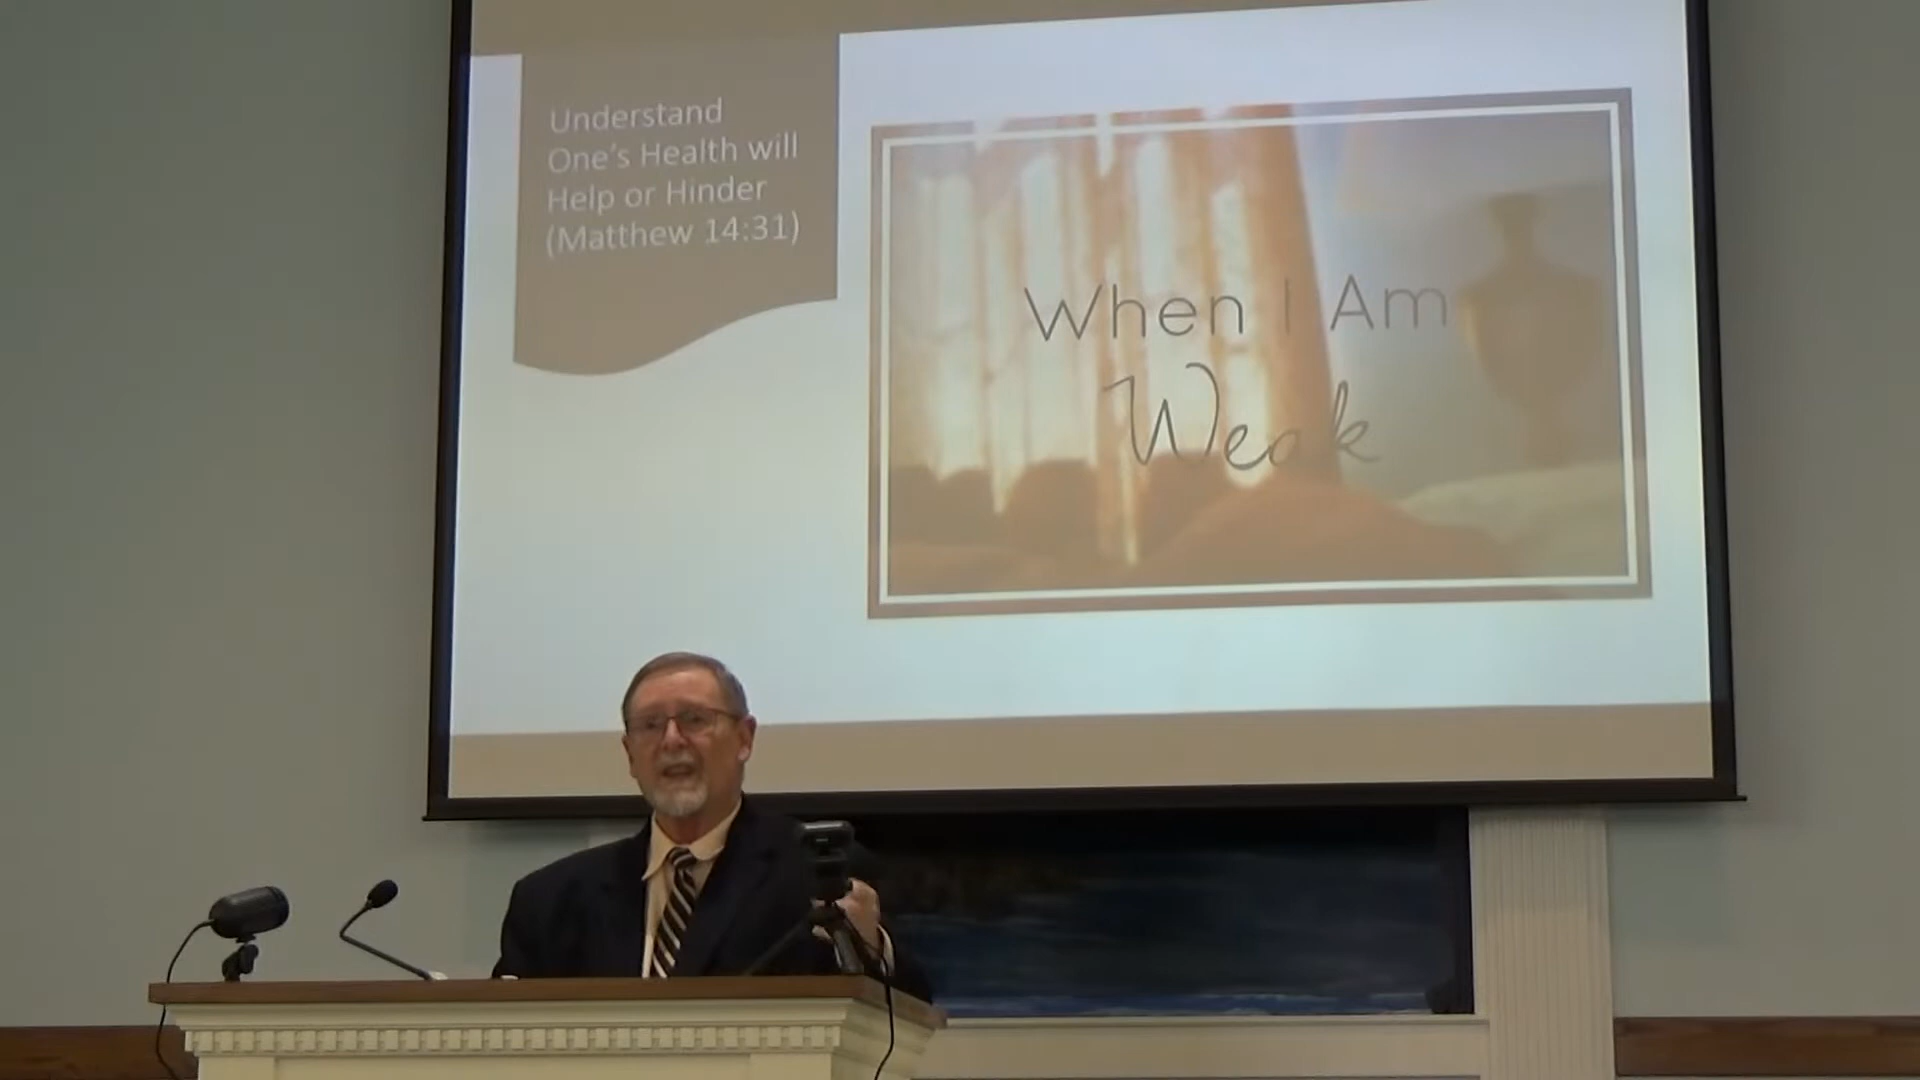 Understand
One's Health will
Help or Hinder
(Matthew 14:31)
When I Am
Weak